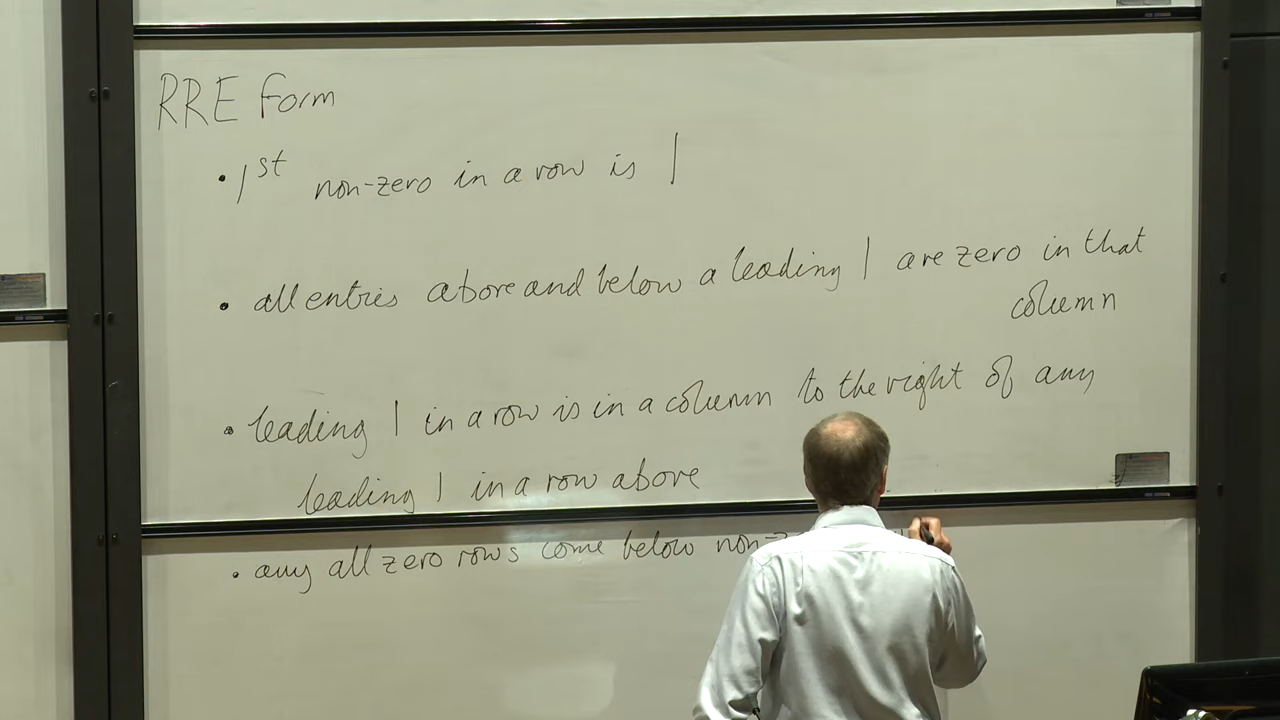 RRE form
• 1st non-zero in a row is 1
• all entries above and below a leading 1 are zero in that
column
• leading 1 in a row is in a column to the right of any
leading 1 in a row above
• any all zero rows come below non-z